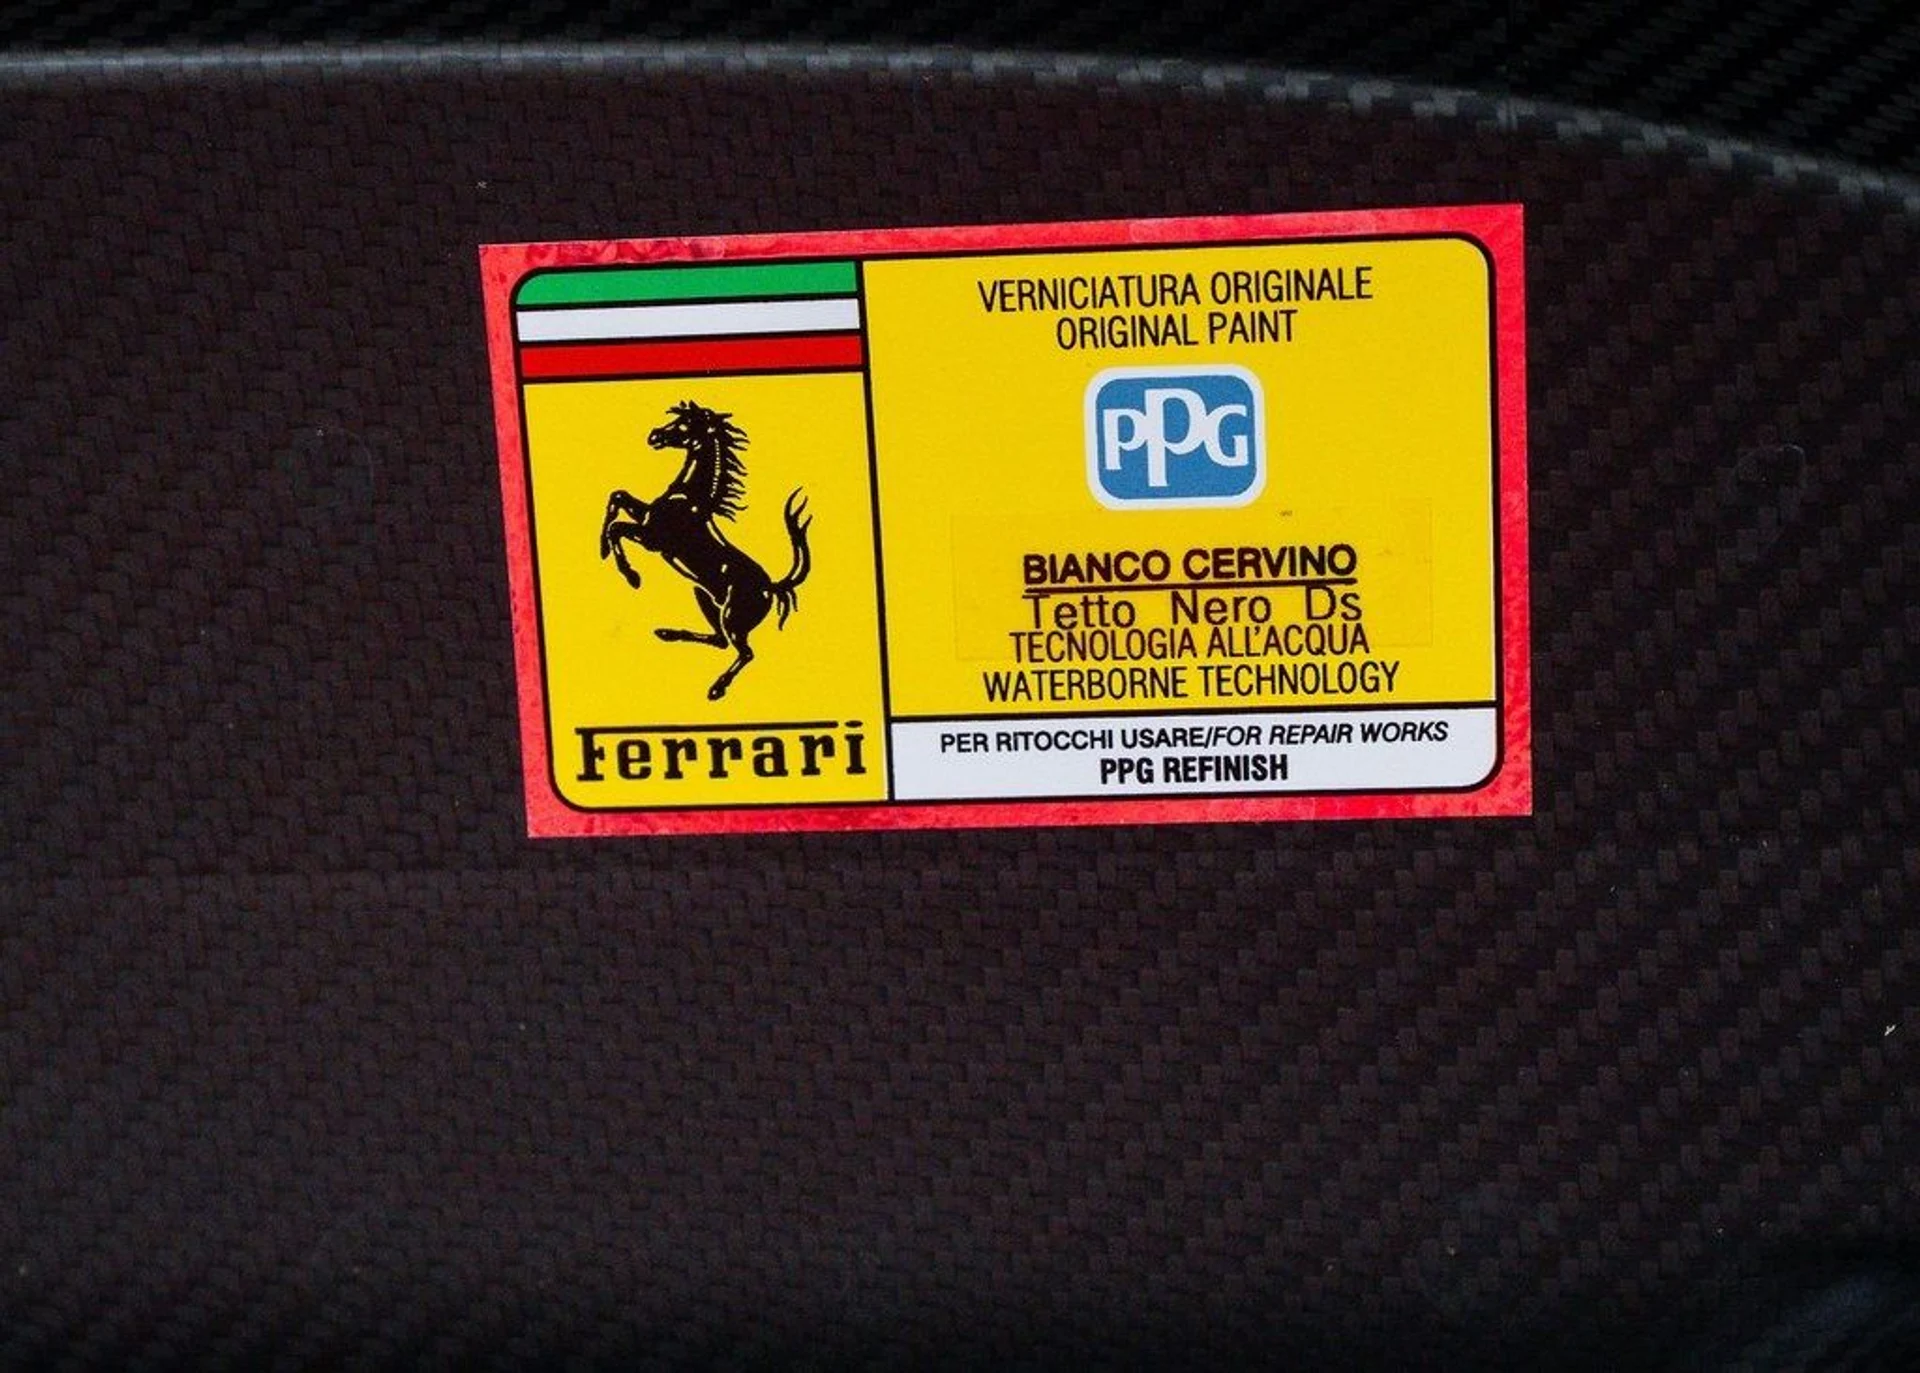 Ferrari
VERNICIATURA ORIGINALE
ORIGINAL PAINT
PPG
BIANCO CERVINO
Tetto Nero Ds
TECNOLOGIA ALL'ACQUA
WATERBORNE TECHNOLOGY
PER RITOCCHI USARE/FOR REPAIR WORKS
PPG REFINISH